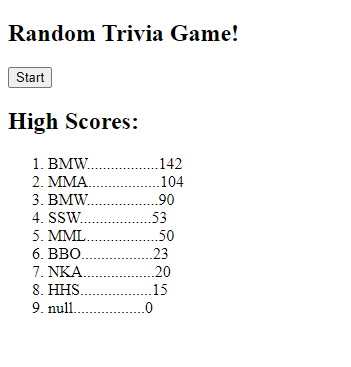 Random Trivia Game!
Start
High Scores:
1. BMW..................142
2. MMA..................104
3. BMW..................90
4. SSW..................53
5. MML..................50
6. BBO..................23
7. NKA..................20
8. HHS..................15
9. null..................0